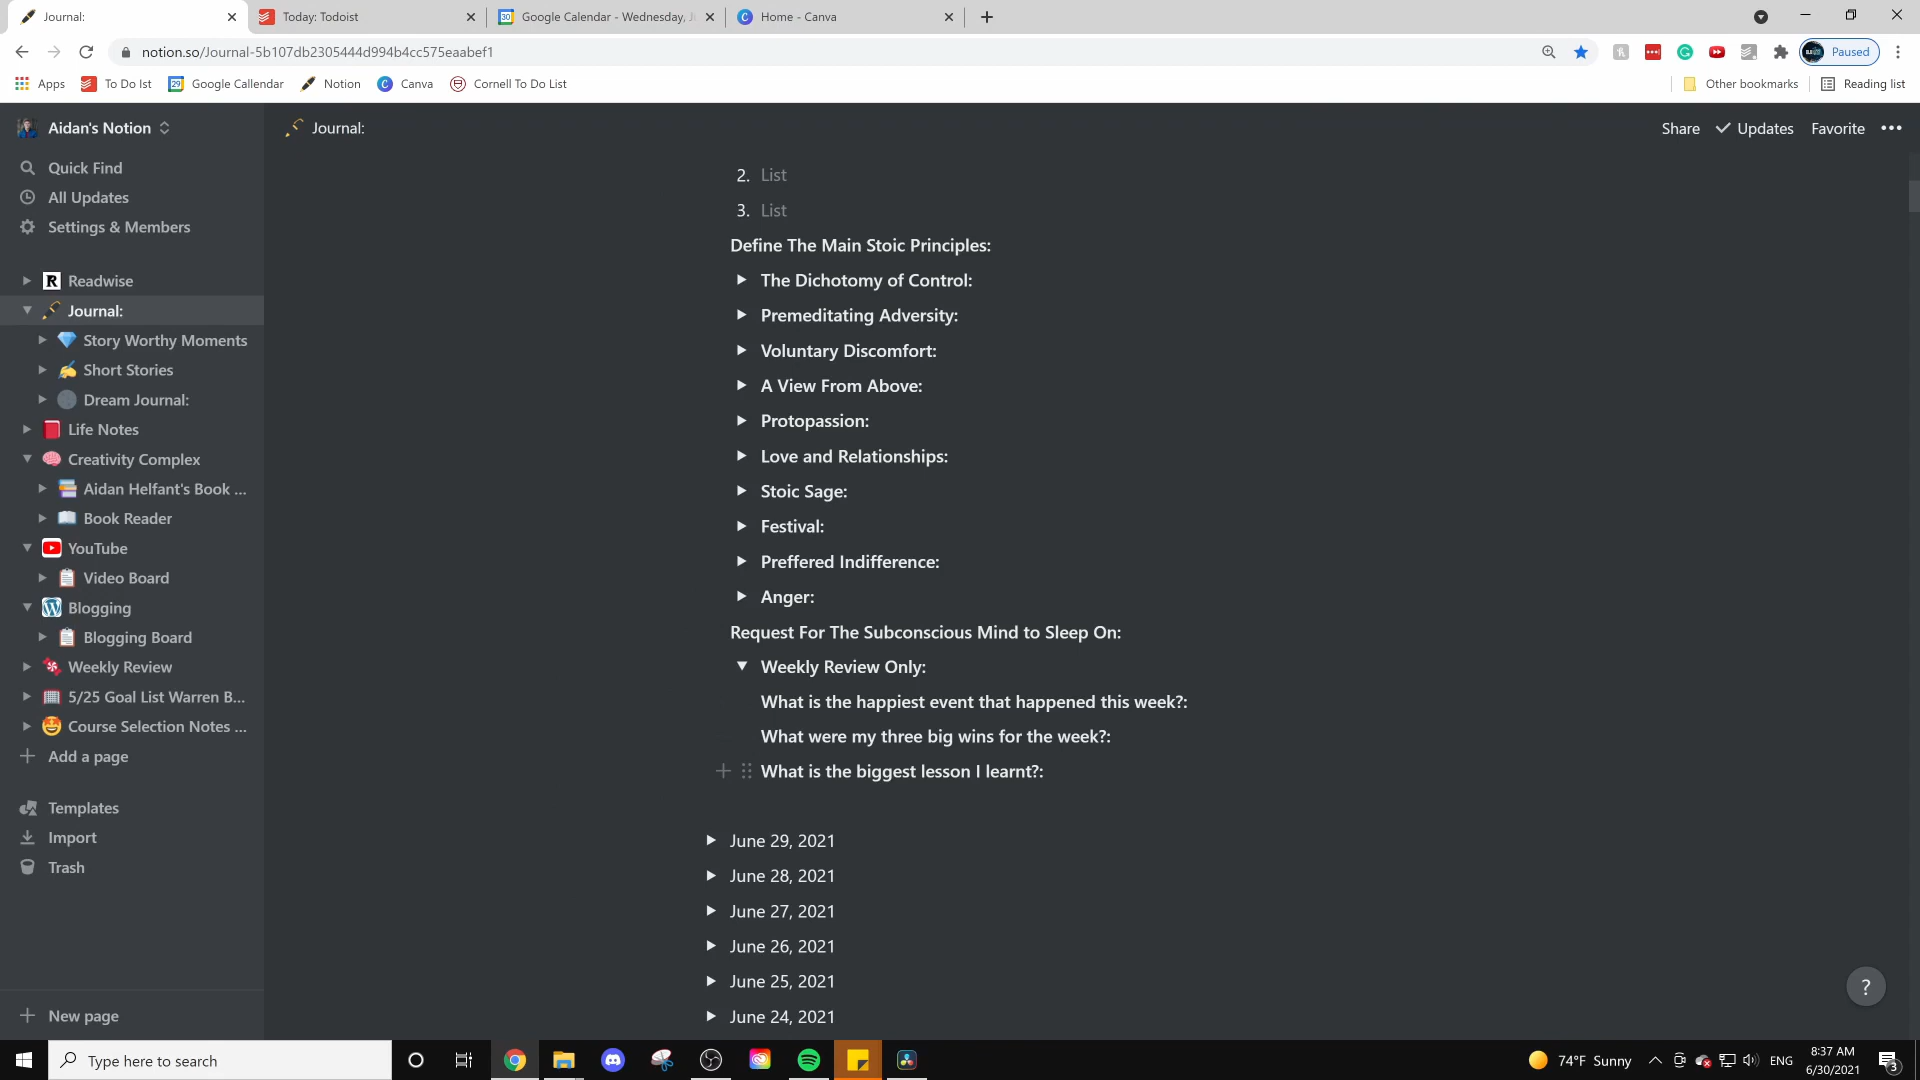 Journal:
Today: Todoist
Google Calendar - Wednesday, J
Home - Canva
notion.so/Journal-5b107db2305444d994b4cc575eaabef1
Paused
Apps
To Do Ist
Google Callendar
Notion
Canva
Cornell To Do List
Other bookmarks
Reading list
Aidan's Notion
Journal:
Share
Updates
Favorite
Quick Find
All Updates
Settings & Members
Readwise
Journal:
Story Worthy Moments
Short Stories
Dream Journal:
Life Notes
Creativity Complex
Aidan Helfant's Book ...
Book Reader
YouTube
Video Board
Blogging
Blogging Board
Weekly Review
5/25 Goal List Warren B...
Course Selection Notes ...
Add a page
Templates
Import
Trash
New page
2. List
3. List
Define The Main Stoic Principles:
The Dichotomy of Control:
Premeditating Adversity:
Voluntary Discomfort:
A View From Above:
Protopassion:
Love and Relationships:
Stoic Sage:
Festival:
Preffered Indifference:
Anger:
Request For The Subconscious Mind to Sleep On:
Weekly Review Only:
What is the happiest event that happened this week?:
What were my three big wins for the week?:
What is the biggest lesson I learnt?:
June 29, 2021
June 28, 2021
June 27, 2021
June 26, 2021
June 25, 2021
June 24, 2021
?
Type here to search
74°F Sunny
ENG
8:37 AM
6/30/2021
3